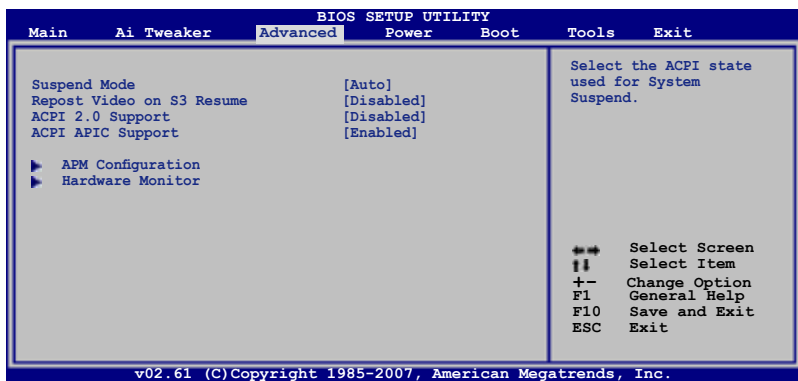 BIOS SETUP UTILITY
Main Ai Tweaker Advanced Power Boot Tools Exit
Suspend Mode [Auto]
Repost Video on S3 Resume [Disabled]
ACPI 2.0 Support [Disabled]
ACPI APIC Support [Enabled]
APM Configuration
Hardware Monitor
Select the ACPI state
used for System
Suspend.
Select Screen
Select Item
+- Change Option
F1 General Help
F10 Save and Exit
ESC Exit
v02.61 (C)Copyright 1985-2007, American Megatrends, Inc.